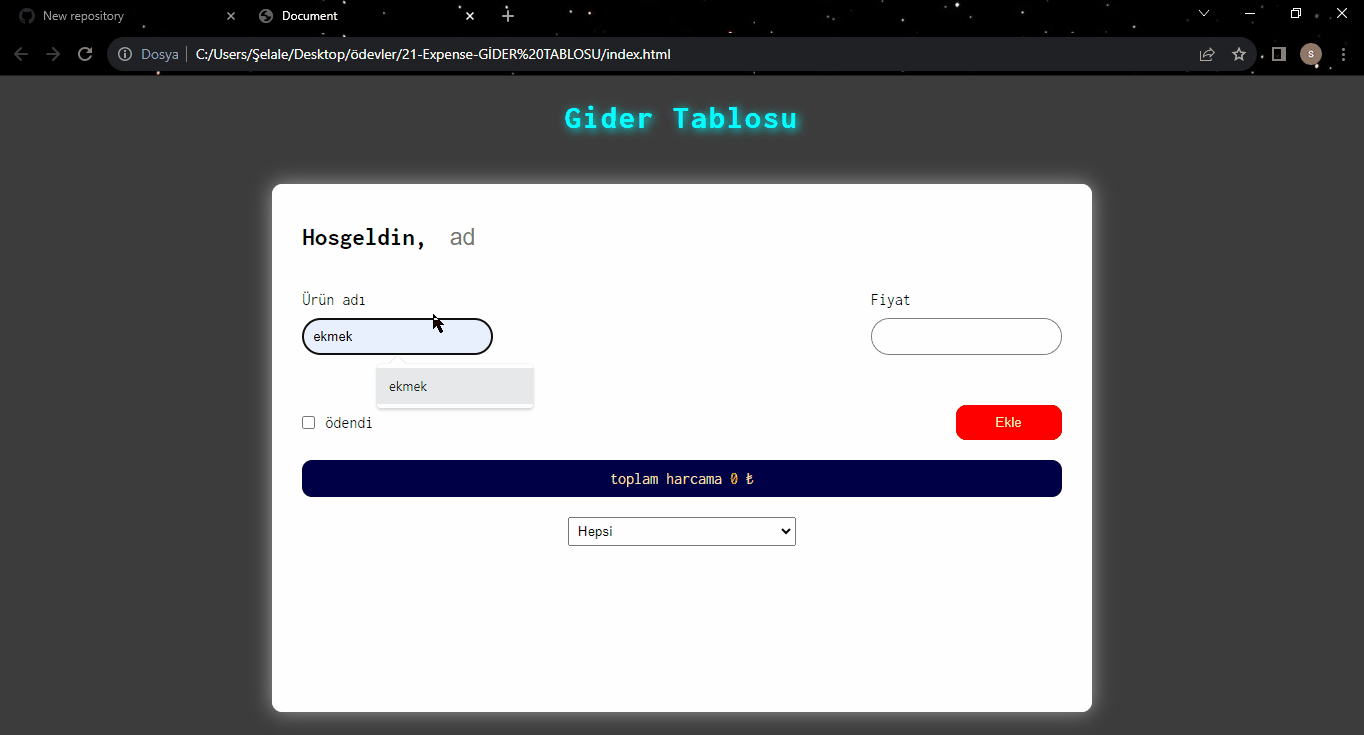 New repository
Document
Dosya
C:/Users/Şelale/Desktop/ödevler/21-Expense-GİDER%20TABLOSU/index.html
S
Gider Tablosu
Hosgeldin, ad
Ürün adı
Fiyat
ekmek
ekmek
ödendi
Ekle
toplam harcama 0 ₺
Hepsi